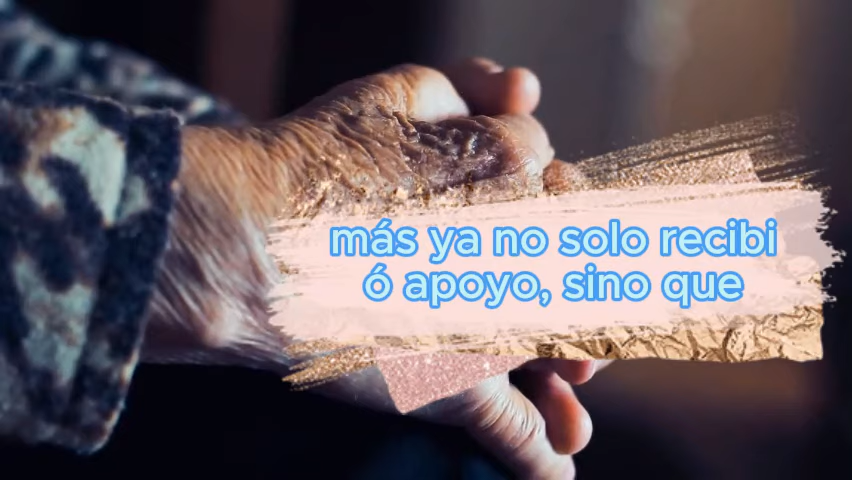 más ya no solo recibi
ó apoyo, sino que